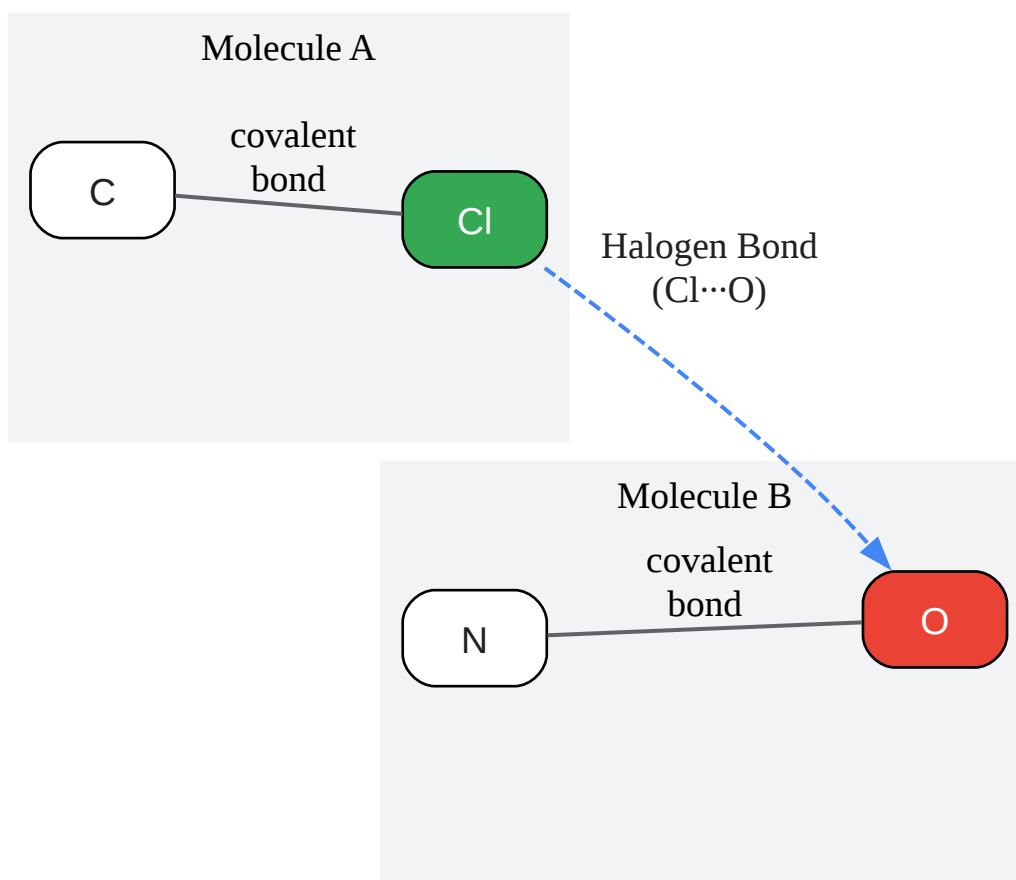 Molecule A
covalent
bond
C
Cl
Halogen Bond
(Cl···O)
Molecule B
covalent
bond
N
O